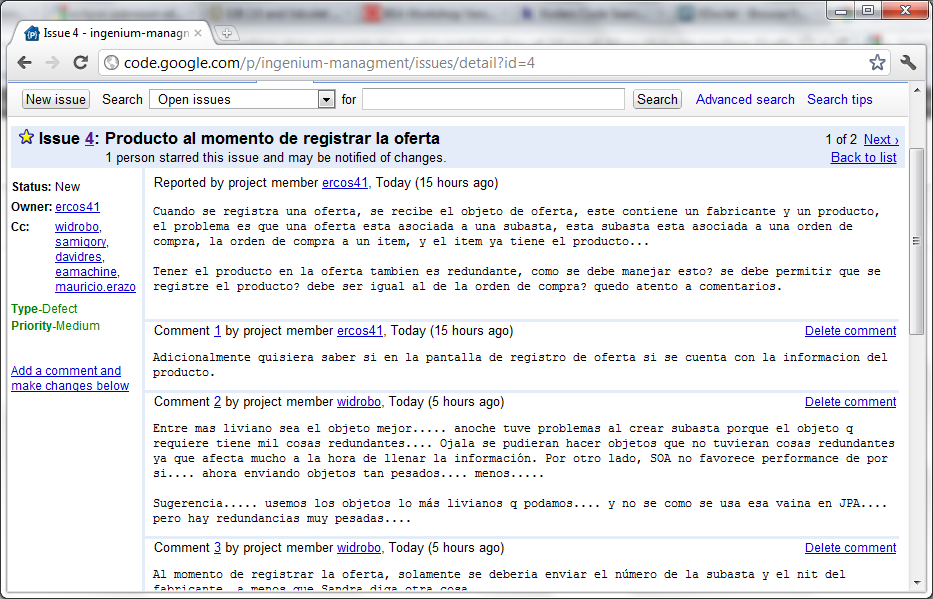 Issue 4 - ingenium-managn
code.google.com/p/ingenium-managment/issues/detail?id=4
New issue Search Open issues for Search Advanced search Search tips
Issue 4: Producto al momento de registrar la oferta 1 of 2 Next ›
1 person starred this issue and may be notified of changes. Back to list
Status: New
Owner: ercos41
Cc: widrobo,
samigory,
davidres,
eamachine,
mauricio.erazo
Type-Defect
Priority-Medium
Add a comment and
make changes below
Reported by project member ercos41, Today (15 hours ago)
Cuando se registra una oferta, se recibe el objeto de oferta, este contiene un fabricante y un producto,
el problema es que una oferta esta asociada a una subasta, esta subasta esta asociada a una orden de
compra, la orden de compra a un item, y el item ya tiene el producto...
Tener el producto en la oferta tambien es redundante, como se debe manejar esto? se debe permitir que se
registre el producto? debe ser igual al de la orden de compra? quedo atento a comentarios.
Comment 1 by project member ercos41, Today (15 hours ago) Delete comment
Adicionalmente quisiera saber si en la pantalla de registro de oferta si se cuenta con la informacion del
producto.
Comment 2 by project member widrobo, Today (5 hours ago) Delete comment
Entre mas liviano sea el objeto mejor..... anoche tuve problemas al crear subasta porque el objeto q
requiere tiene mil cosas redundantes.... Ojala se pudieran hacer objetos que no tuvieran cosas redundantes
ya que afecta mucho a la hora de llenar la información. Por otro lado, SOA no favorece performance de por
si.... ahora enviando objetos tan pesados.... menos.....
Sugerencia..... usemos los objetos lo más livianos q podamos.... y no se como se usa esa vaina en JPA....
pero hay redundancias muy pesadas....
Comment 3 by project member widrobo, Today (5 hours ago) Delete comment
Al momento de registrar la oferta, solamente se deberia enviar el número de la subasta y el nit del
fabricante, a menos que Sandra diga otra cosa